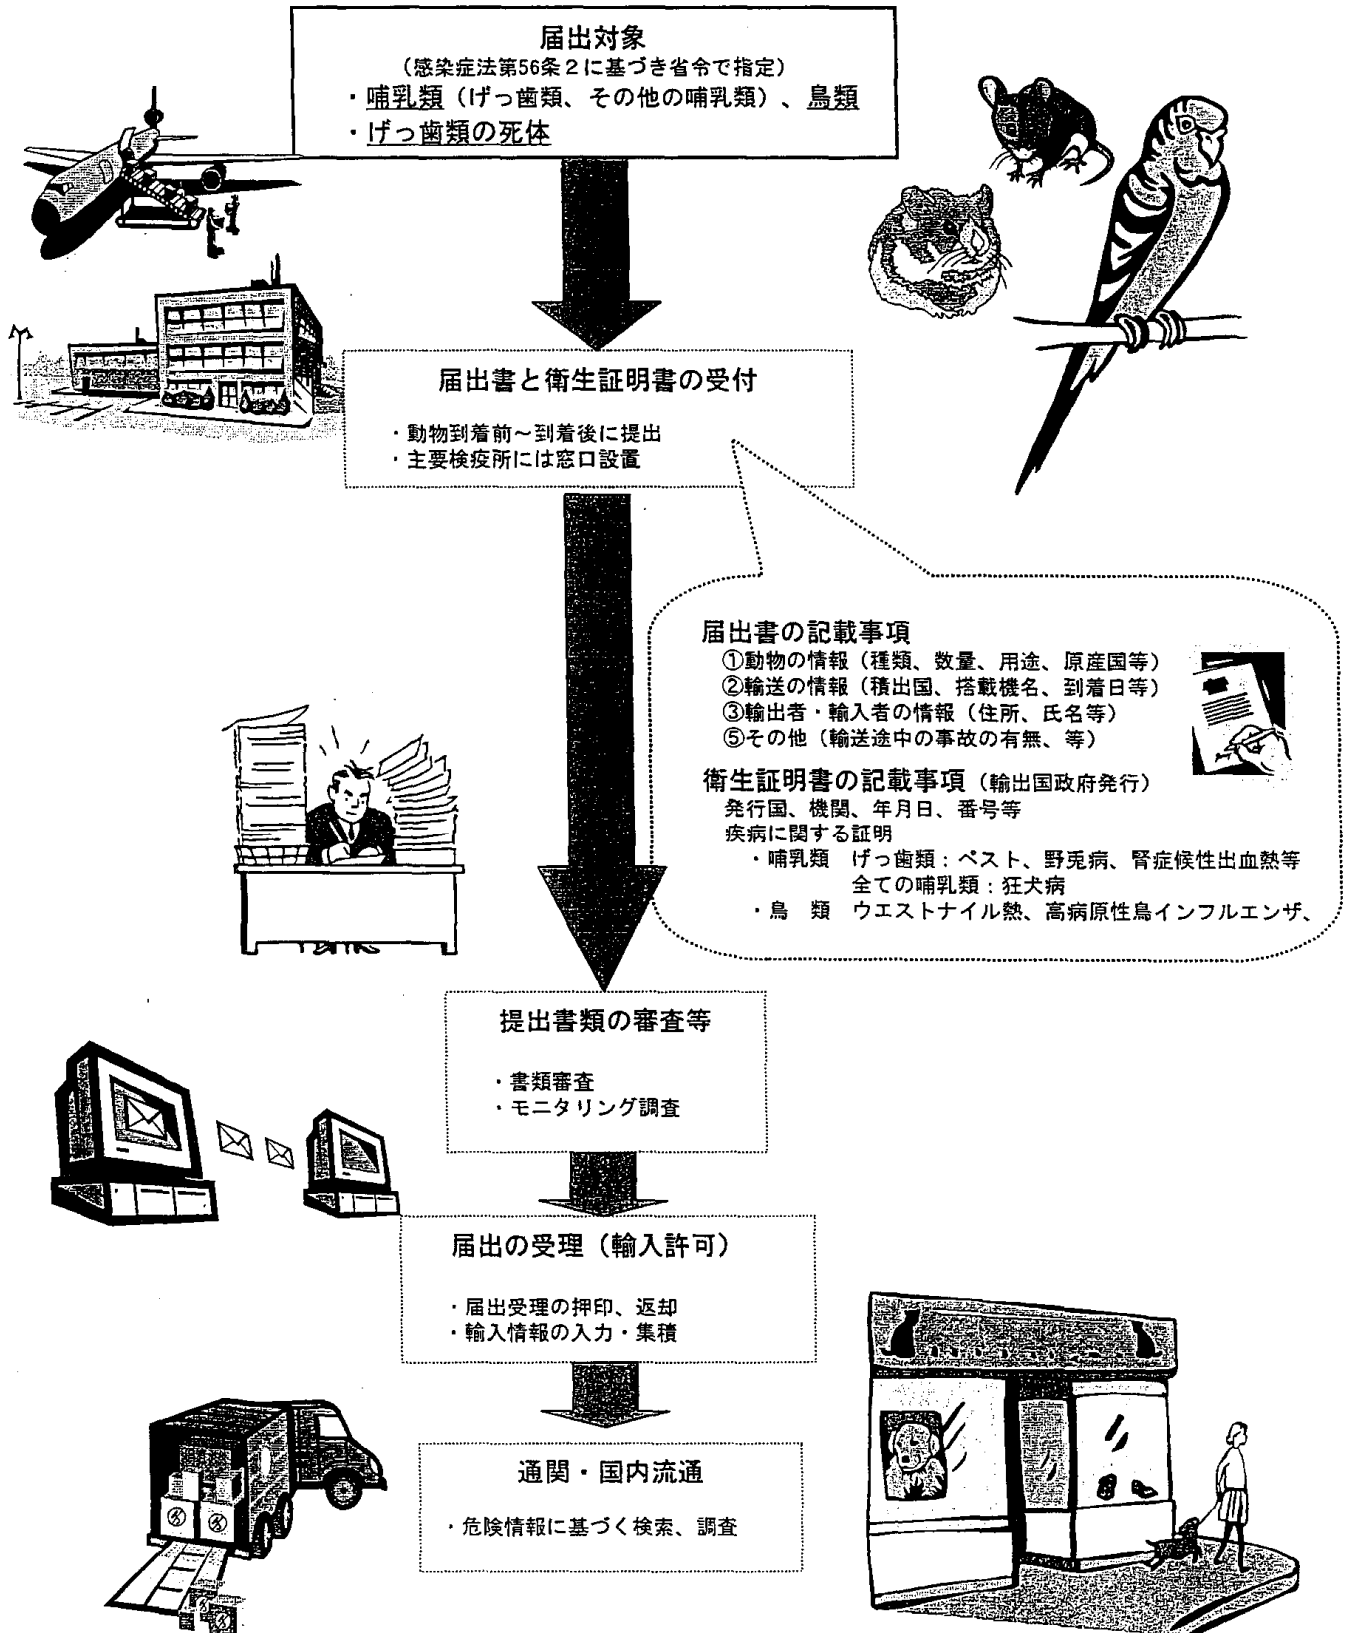 届出対象
（感染症法第56条2に基づき省令で指定）
・哺乳類（げっ歯類、その他の哺乳類）、鳥類
・げっ歯類の死体
届出書と衛生証明書の受付
・動物到着前～到着後に提出
・主要検疫所には窓口設置
届出書の記載事項
①動物の情報（種類、数量、用途、原産国等）
②輸送の情報（積出国、搭載機名、到着日等）
③輸出者・輸入者の情報（住所、氏名等）
⑤その他（輸送途中の事故の有無、等）
衛生証明書の記載事項（輸出国政府発行）
発行国、機関、年月日、番号等
疾病に関する証明
・哺乳類　げっ歯類：ペスト、野兎病、腎症候性出血熱等
全ての哺乳類：狂犬病
・鳥　類　ウエストナイル熱、高病原性鳥インフルエンザ、
提出書類の審査等
・書類審査
・モニタリング調査
届出の受理（輸入許可）
・届出受理の押印、返却
・輸入情報の入力・集積
通関・国内流通
・危険情報に基づく検索、調査